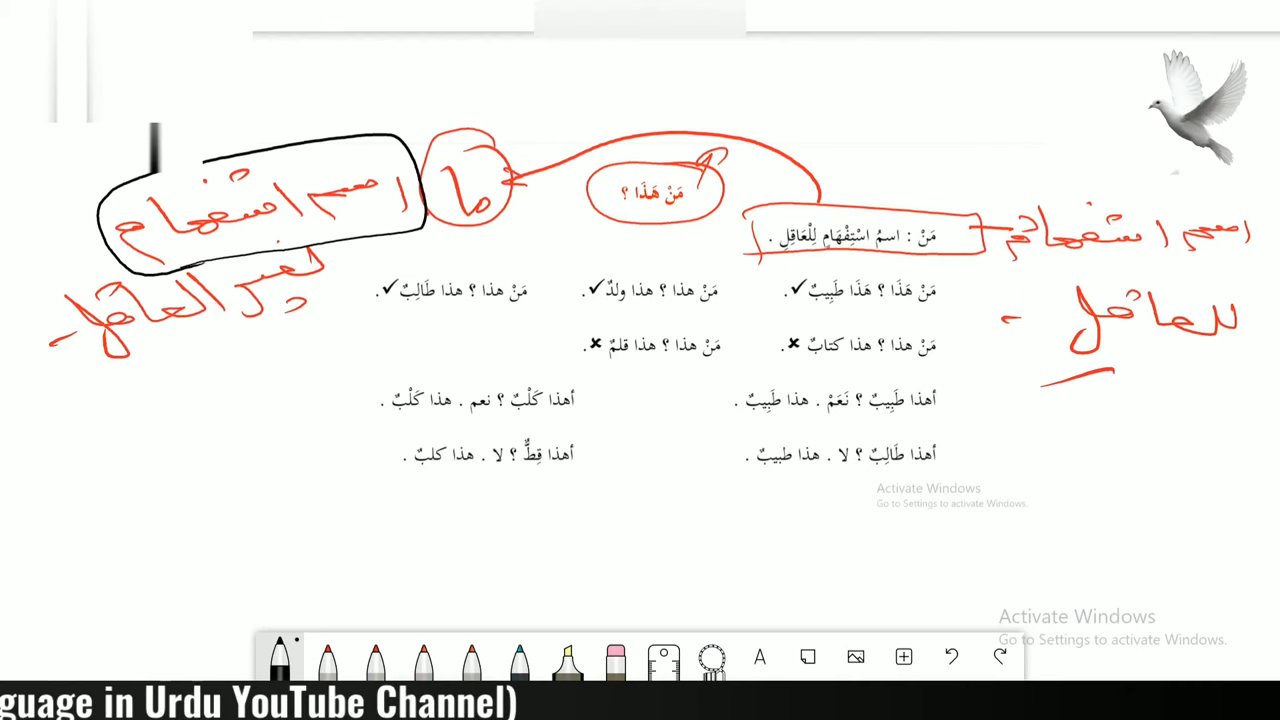 مَنْ هَذَا ؟
ما
اسم استفهام
لغير العاقل
مَنْ : اسمُ اسْتِفْهَامٍ لِلْعَاقِلِ .
اسم استفهام
للعاقل
مَنْ هَذَا ؟ هَذَا طَبِيبٌ ✓. مَنْ هذا ؟ هذا ولدٌ ✓. مَنْ هذا ؟ هذا طَالِبٌ ✓.
مَنْ هذا ؟ هذا كتابٌ ✘. مَنْ هذا ؟ هذا قلمٌ ✘.
أهذا طَبِيبٌ ؟ نَعَمْ . هذا طَبِيبٌ . أهذا كَلْبٌ ؟ نعم . هذا كَلْبٌ .
أهذا طَالِبٌ ؟ لا . هذا طبيبٌ . أهذا قِطٌّ ؟ لا . هذا كلبٌ .
Activate Windows
Go to Settings to activate Windows.
Activate Windows
Go to Settings to activate Windows.
guage in Urdu YouTube Channel)